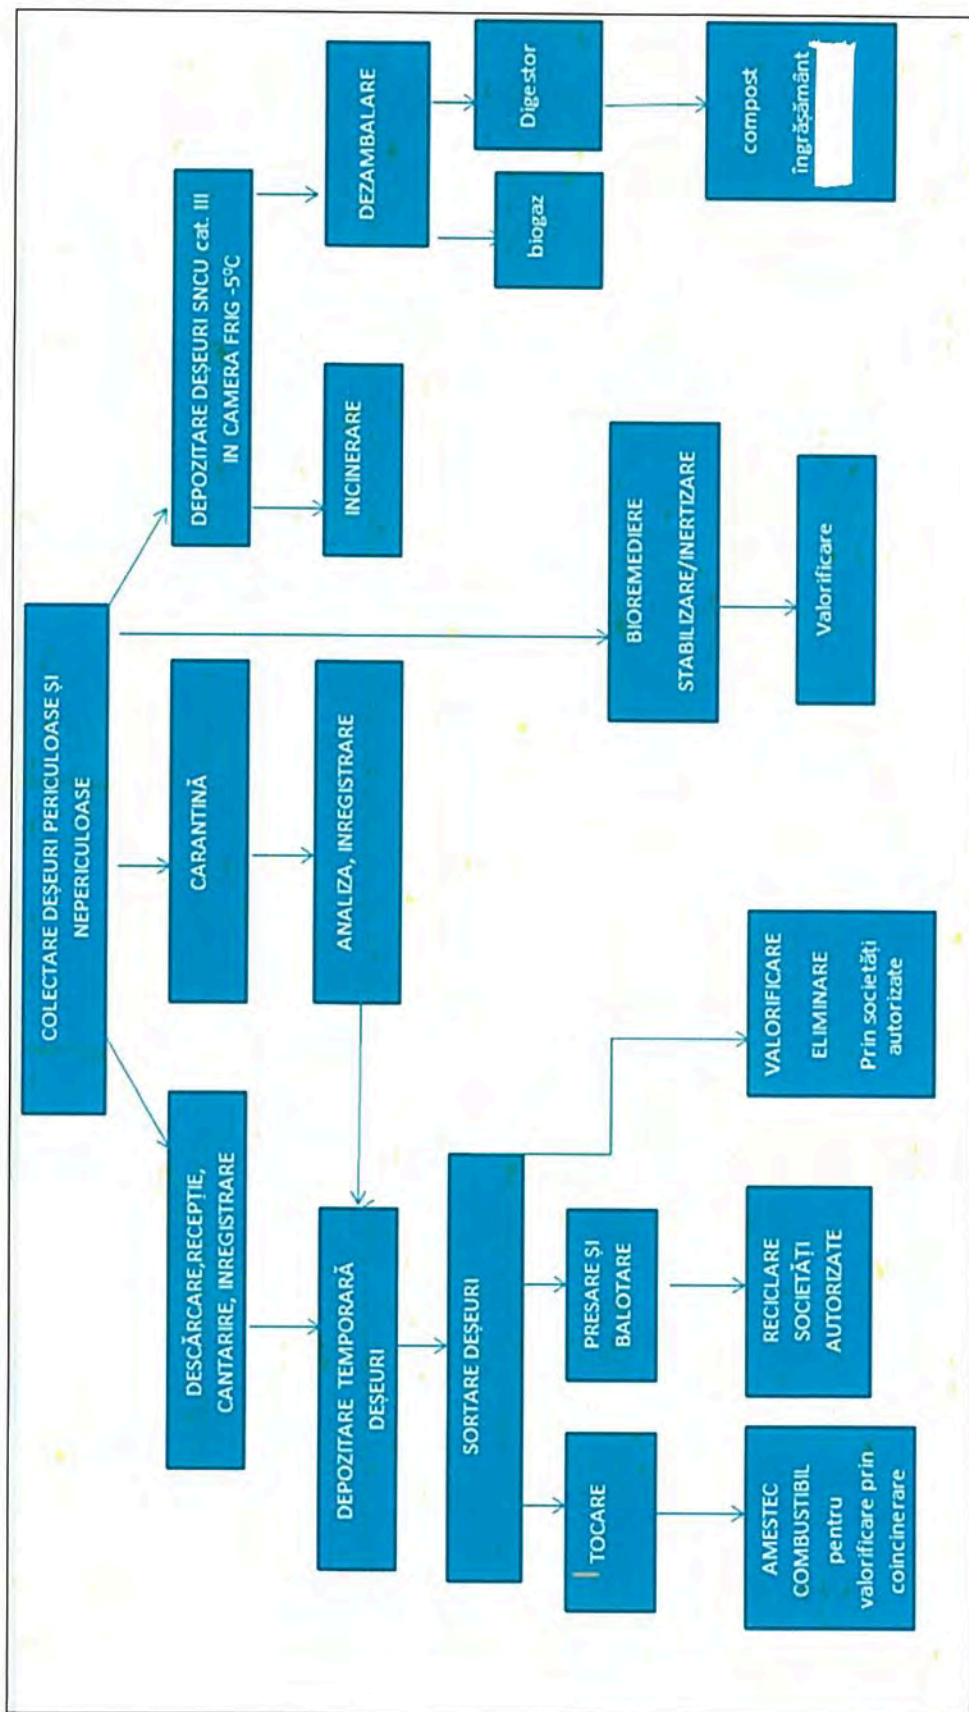 COLECTARE DEȘEURI PERICULOASE ȘI
NEPERICULOASE
DESCĂRCARE,RECEPȚIE,
CANTARIRE, INREGISTRARE
CARANTINĂ
DEPOZITARE DEȘEURI SNCU cat. III
IN CAMERA FRIG -5⁰C
DEPOZITARE TEMPORARĂ
DEȘEURI
ANALIZA, INREGISTRARE
INCINERARE
DEZAMBALARE
SORTARE DEȘEURI
biogaz
Digestor
TOCARE
PRESARE ȘI
BALOTARE
BIOREMEDIERE
STABILIZARE/INERTIZARE
compost
îngrășământ
AMESTEC
COMBUSTIBIL
pentru
valorificare prin
coincinerare
RECICLARE
SOCIETĂȚI
AUTORIZATE
VALORIFICARE
ELIMINARE
Prin societăți
autorizate
Valorificare